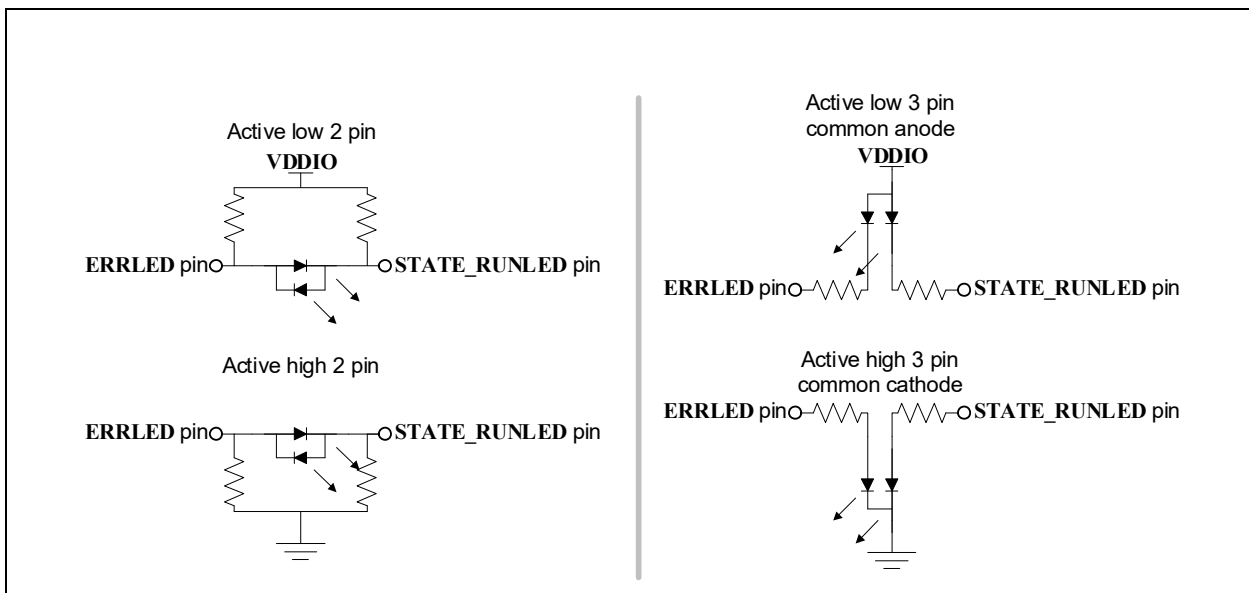 Active low 2 pin
VDDIO
ERRLED pin
STATE_RUNLED pin
Active high 2 pin
ERRLED pin
STATE_RUNLED pin
Active low 3 pin
common anode
VDDIO
ERRLED pin
STATE_RUNLED pin
Active high 3 pin
common cathode
ERRLED pin
STATE_RUNLED pin